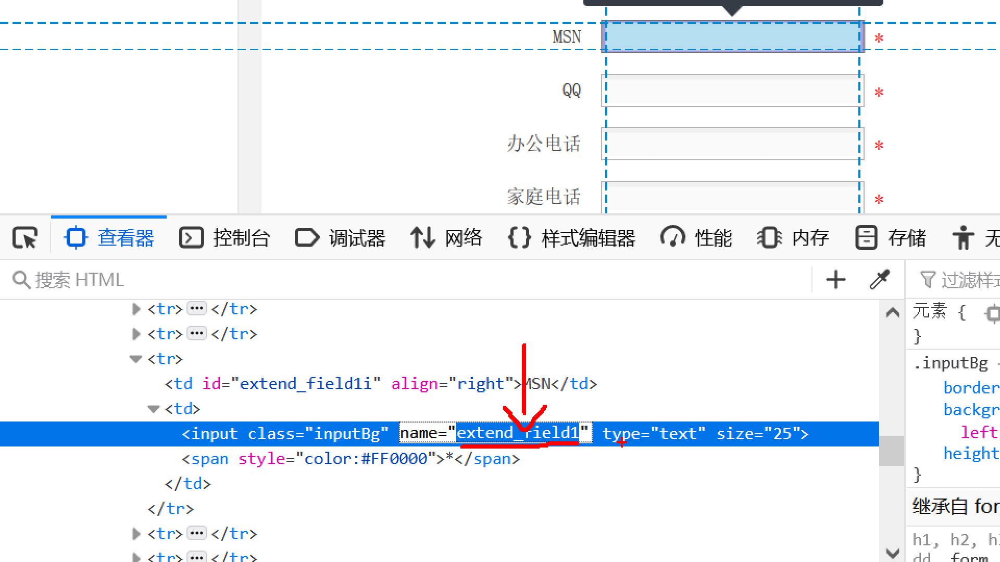 MSN *
QQ *
办公电话 *
家庭电话 *
查看器 控制台 调试器 网络 {} 样式编辑器 性能 内存 存储 无
搜索 HTML + 过滤样式
<tr> ••• </tr>
<tr> ••• </tr>
<tr>
<td id="extend_field1i" align="right">MSN</td>
<td>
<input class="inputBg" name="extend_field1" type="text" size="25">
<span style="color:#FF0000">*</span>
</td>
</tr>
<tr> ••• </tr>
<tr> ••• </tr>
元素 {
}
.inputBg
border
backgr
left
height
}
继承自 for
h1, h2, h
dd, form